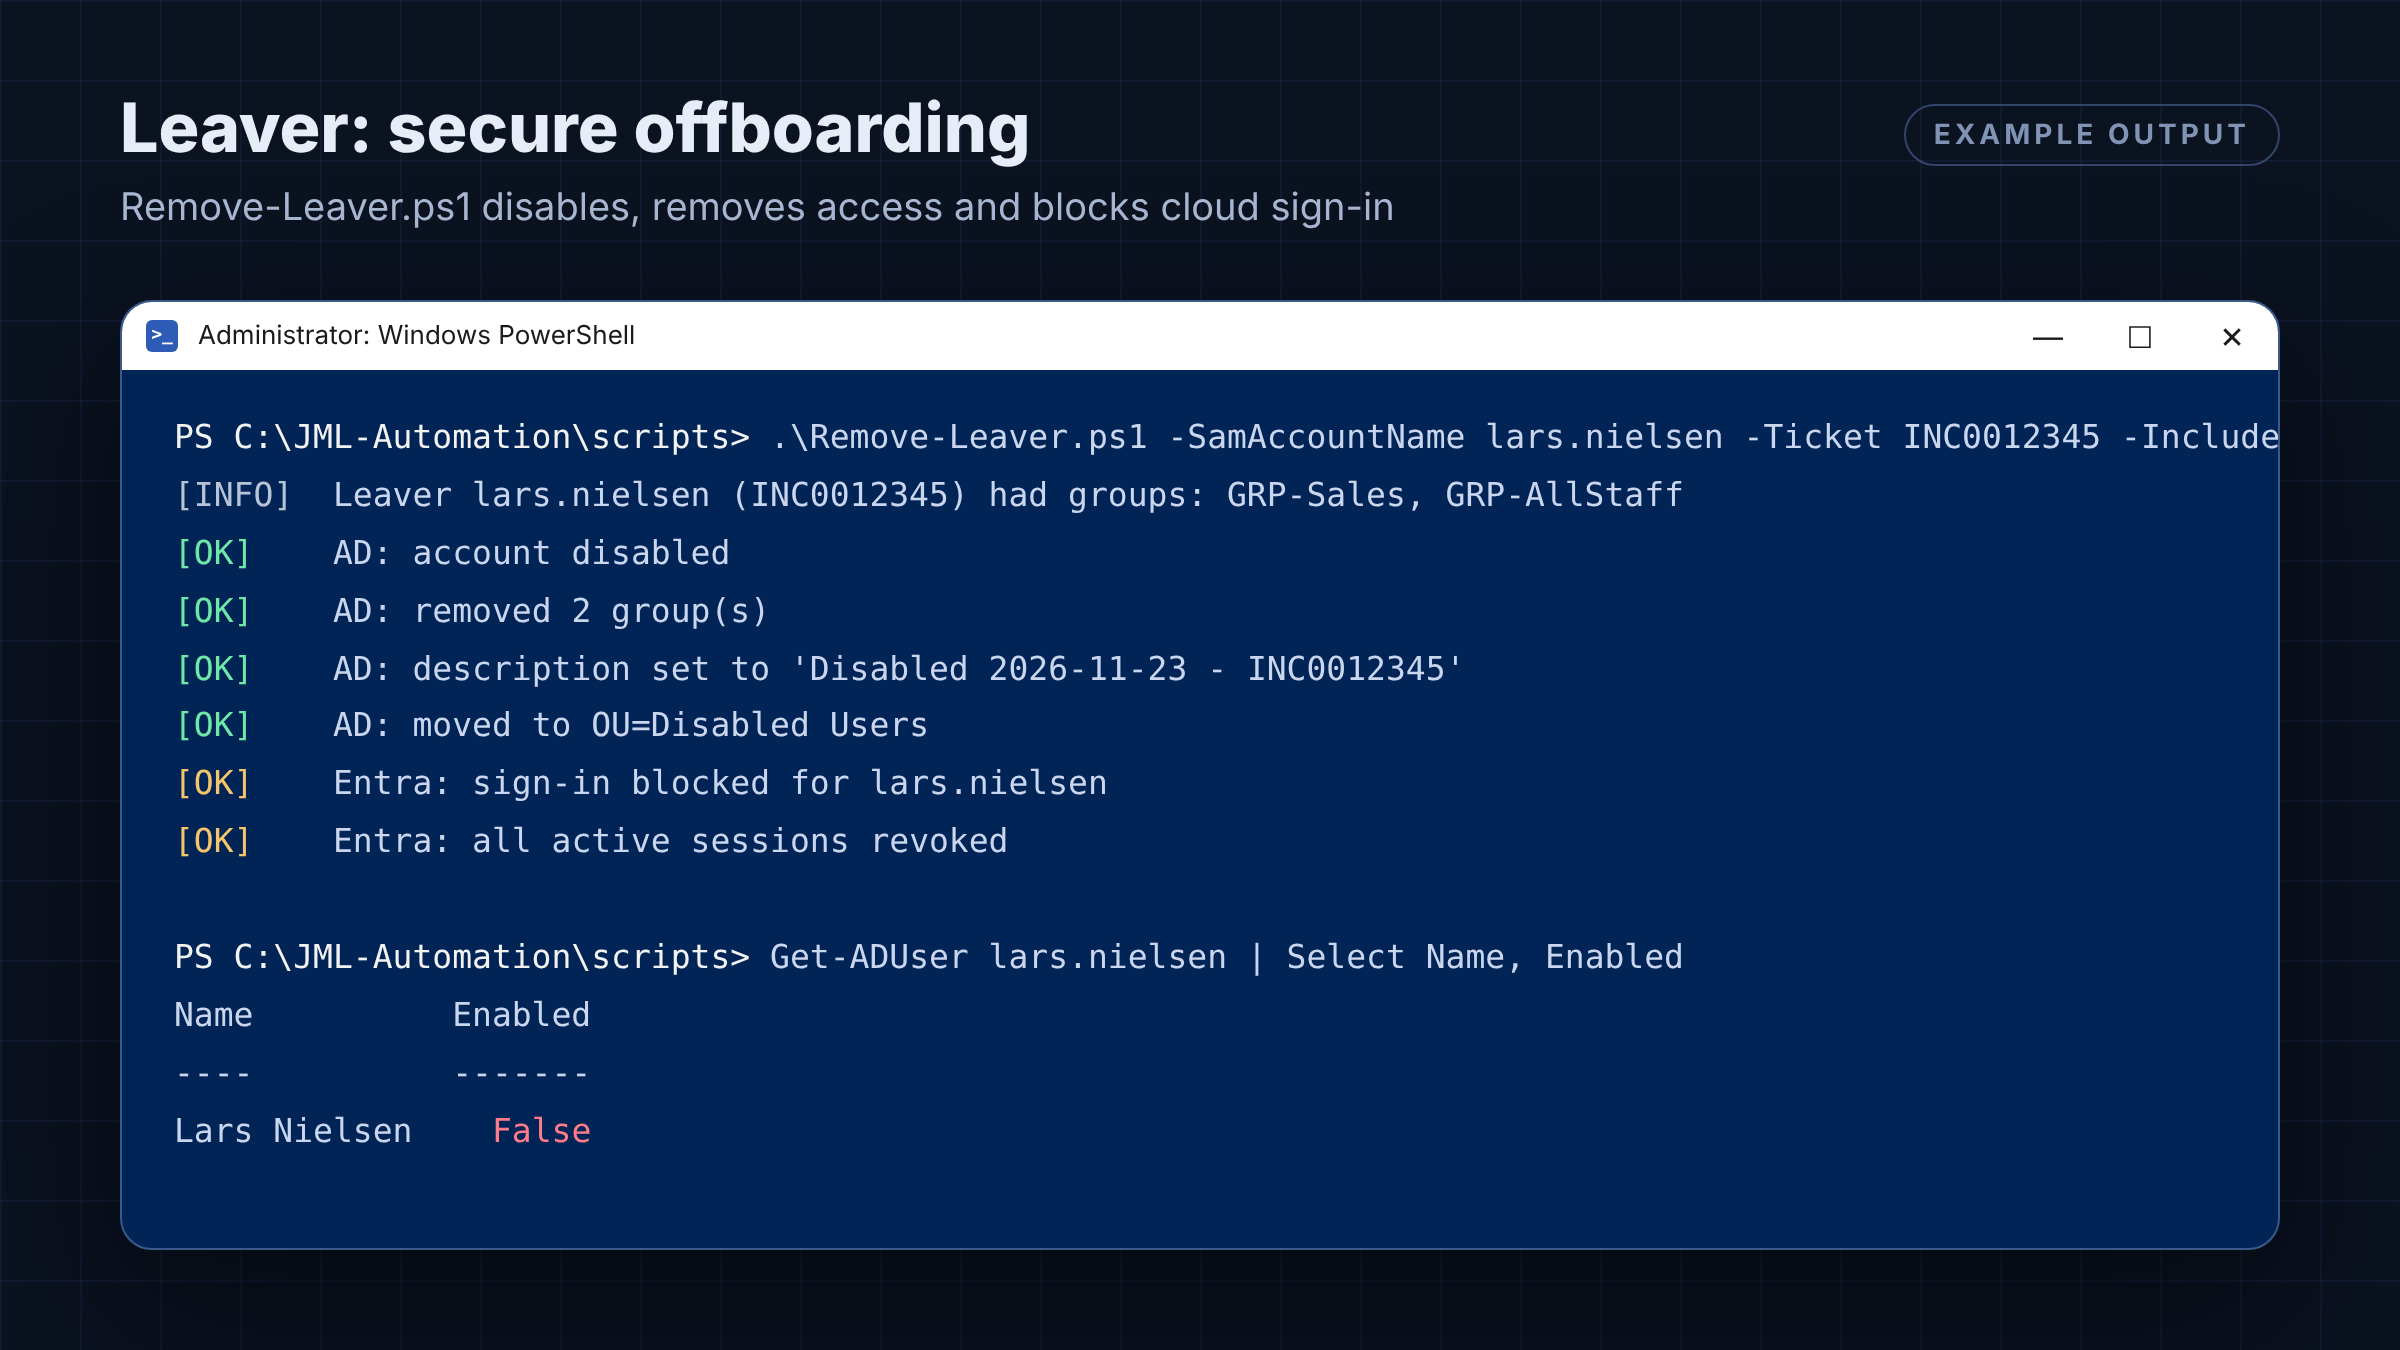 Leaver: secure offboarding
EXAMPLE OUTPUT
Remove-Leaver.ps1 disables, removes access and blocks cloud sign-in
>_ Administrator: Windows PowerShell
PS C:\JML-Automation\scripts> .\Remove-Leaver.ps1 -SamAccountName lars.nielsen -Ticket INC0012345 -Include
[INFO]  Leaver lars.nielsen (INC0012345) had groups: GRP-Sales, GRP-AllStaff
[OK]    AD: account disabled
[OK]    AD: removed 2 group(s)
[OK]    AD: description set to 'Disabled 2026-11-23 - INC0012345'
[OK]    AD: moved to OU=Disabled Users
[OK]    Entra: sign-in blocked for lars.nielsen
[OK]    Entra: all active sessions revoked
PS C:\JML-Automation\scripts> Get-ADUser lars.nielsen | Select Name, Enabled
Name          Enabled
----          -------
Lars Nielsen    False